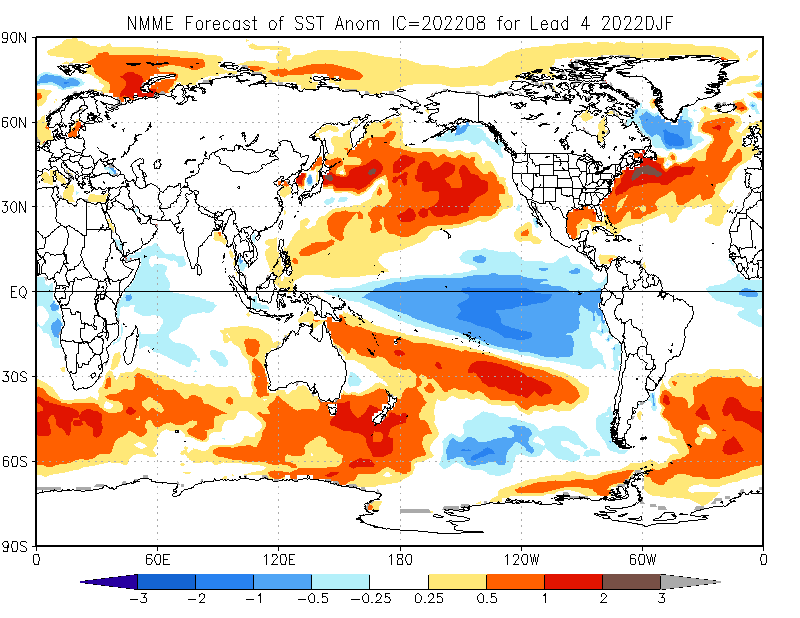 NMME Forecast of SST Anom IC=202208 for Lead 4 2022DJF
90N
60N
30N
EQ
30S
60S
90S
0 60E 120E 180 120W 60W 0
-3 -2 -1 -0.5 -0.25 0.25 0.5 1 2 3